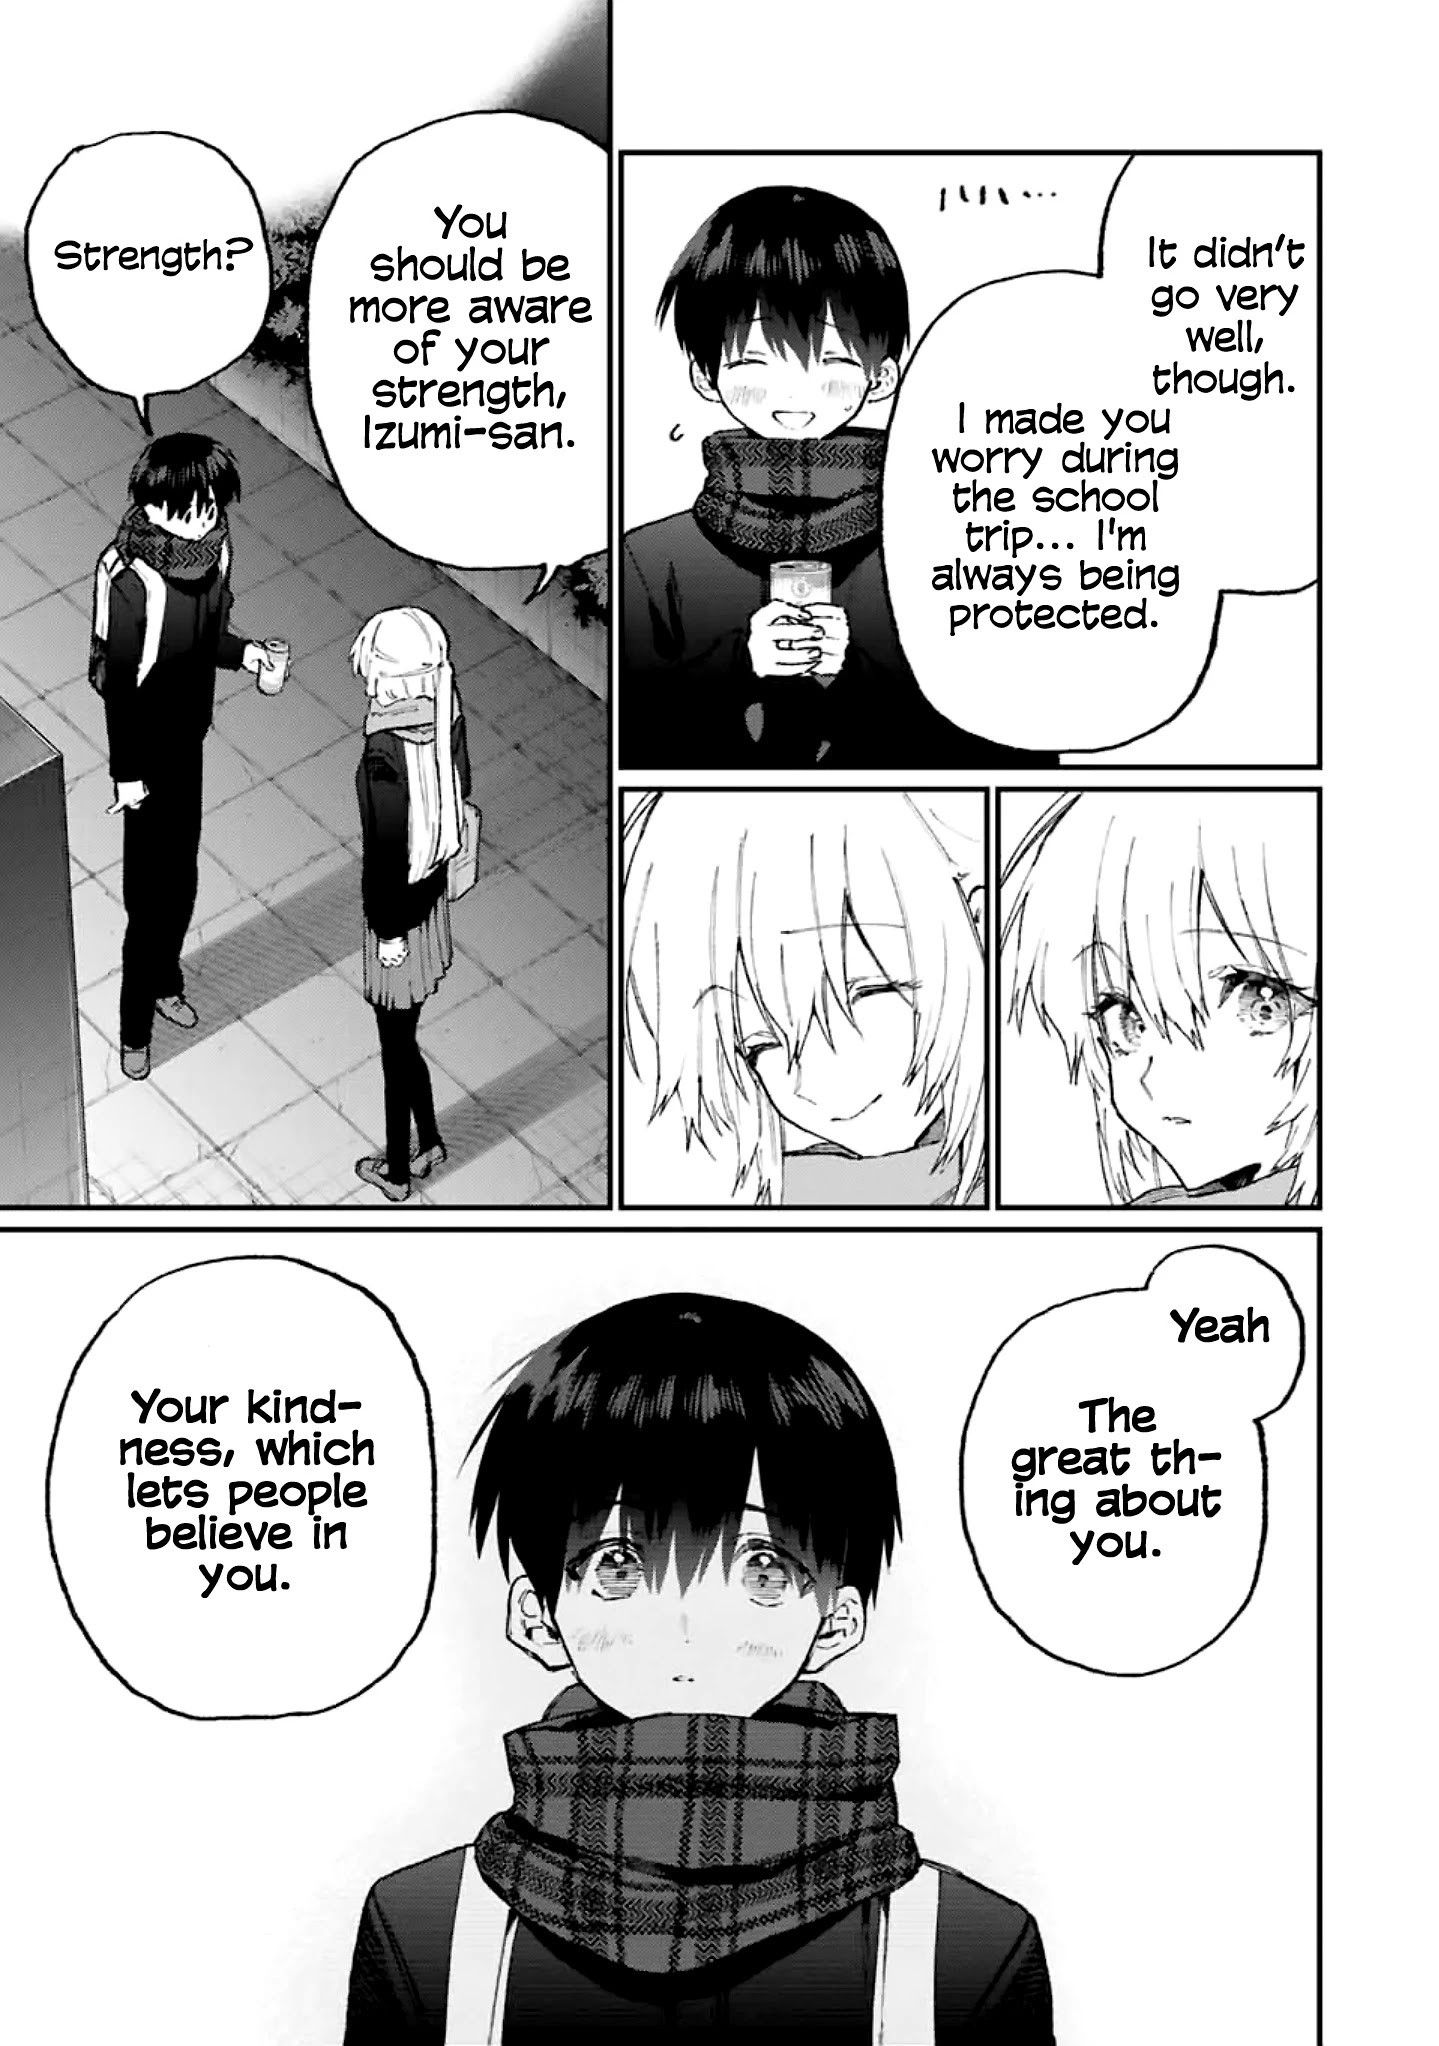 It didn't
go very
well,
though.
I made you
worry during
the school
trip... I'm
always being
protected.
You
should be
more aware
of your
strength,
Izumi-san.
Strength?
Yeah
The
great th-
ing about
you.
Your kind-
ness, which
lets people
believe in
you.